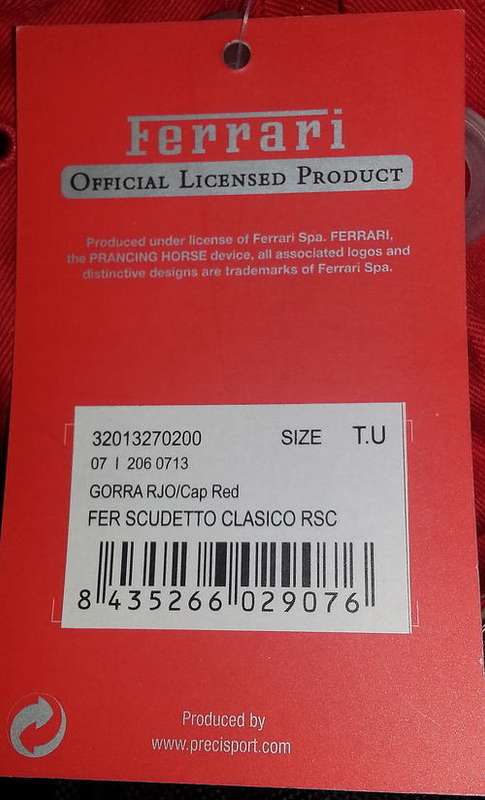 Ferrari
OFFICIAL LICENSED PRODUCT
Produced under license of Ferrari Spa. FERRARI,
the PRANCING HORSE device, all associated logos and
distinctive designs are trademarks of Ferrari Spa.
32013270200 SIZE T.U
07 I 206 0713
GORRA RJO/Cap Red
FER SCUDETTO CLASICO RSC
8 435266 029076
Produced by
www.precisport.com